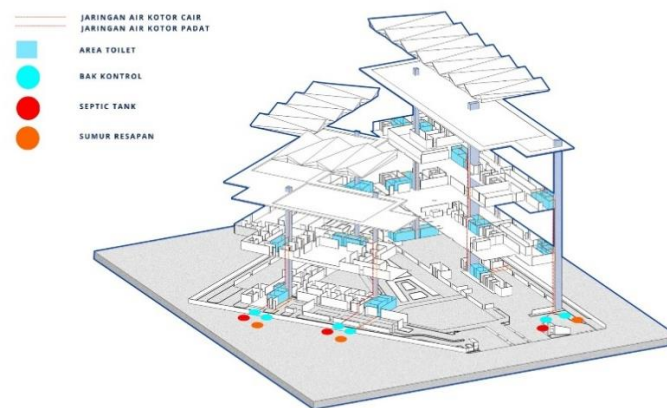 JARINGAN AIR KOTOR CAIR
JARINGAN AIR KOTOR PADAT
AREA TOILET
BAK KONTROL
SEPTIC TANK
SUMUR RESAPAN